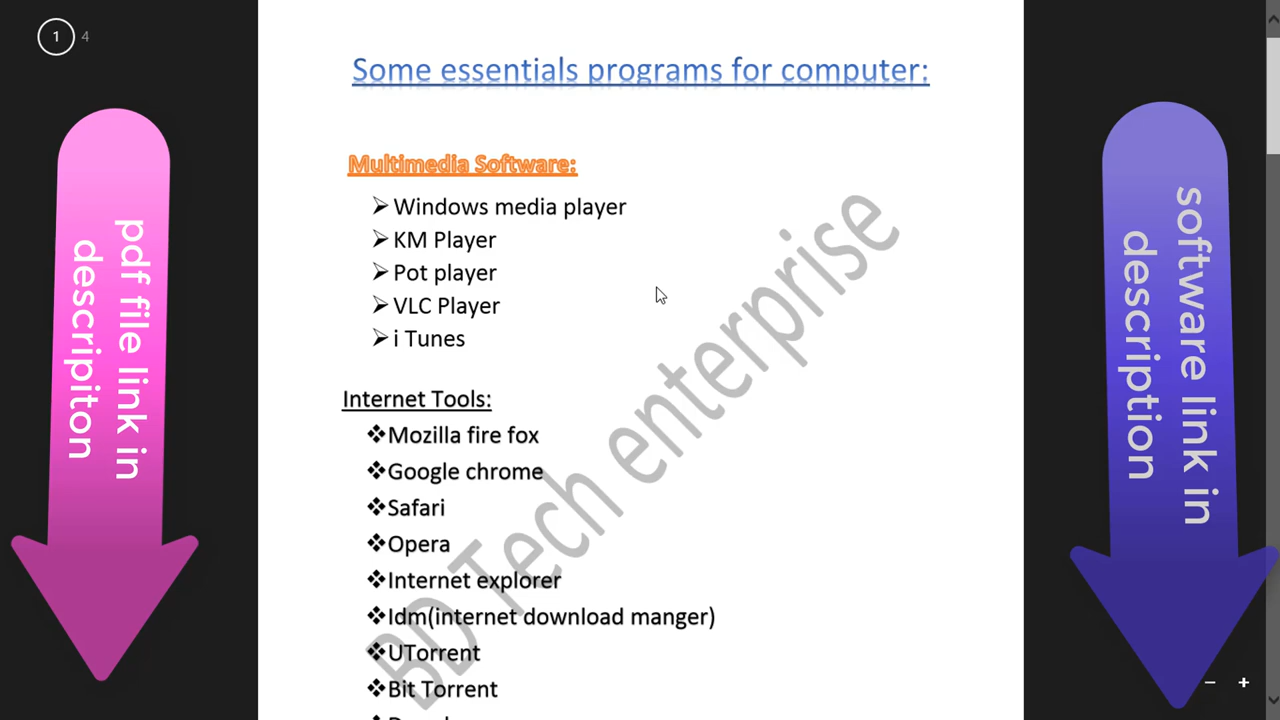 1 4
Some essentials programs for computer:
Multimedia Software:
Windows media player
KM Player
Pot player
VLC Player
i Tunes
Internet Tools:
Mozilla fire fox
Google chrome
Safari
Opera
Internet explorer
Idm(internet download manger)
UTorrent
Bit Torrent
BD Tech enterprise
pdf file link in
descripiton
software link in
description